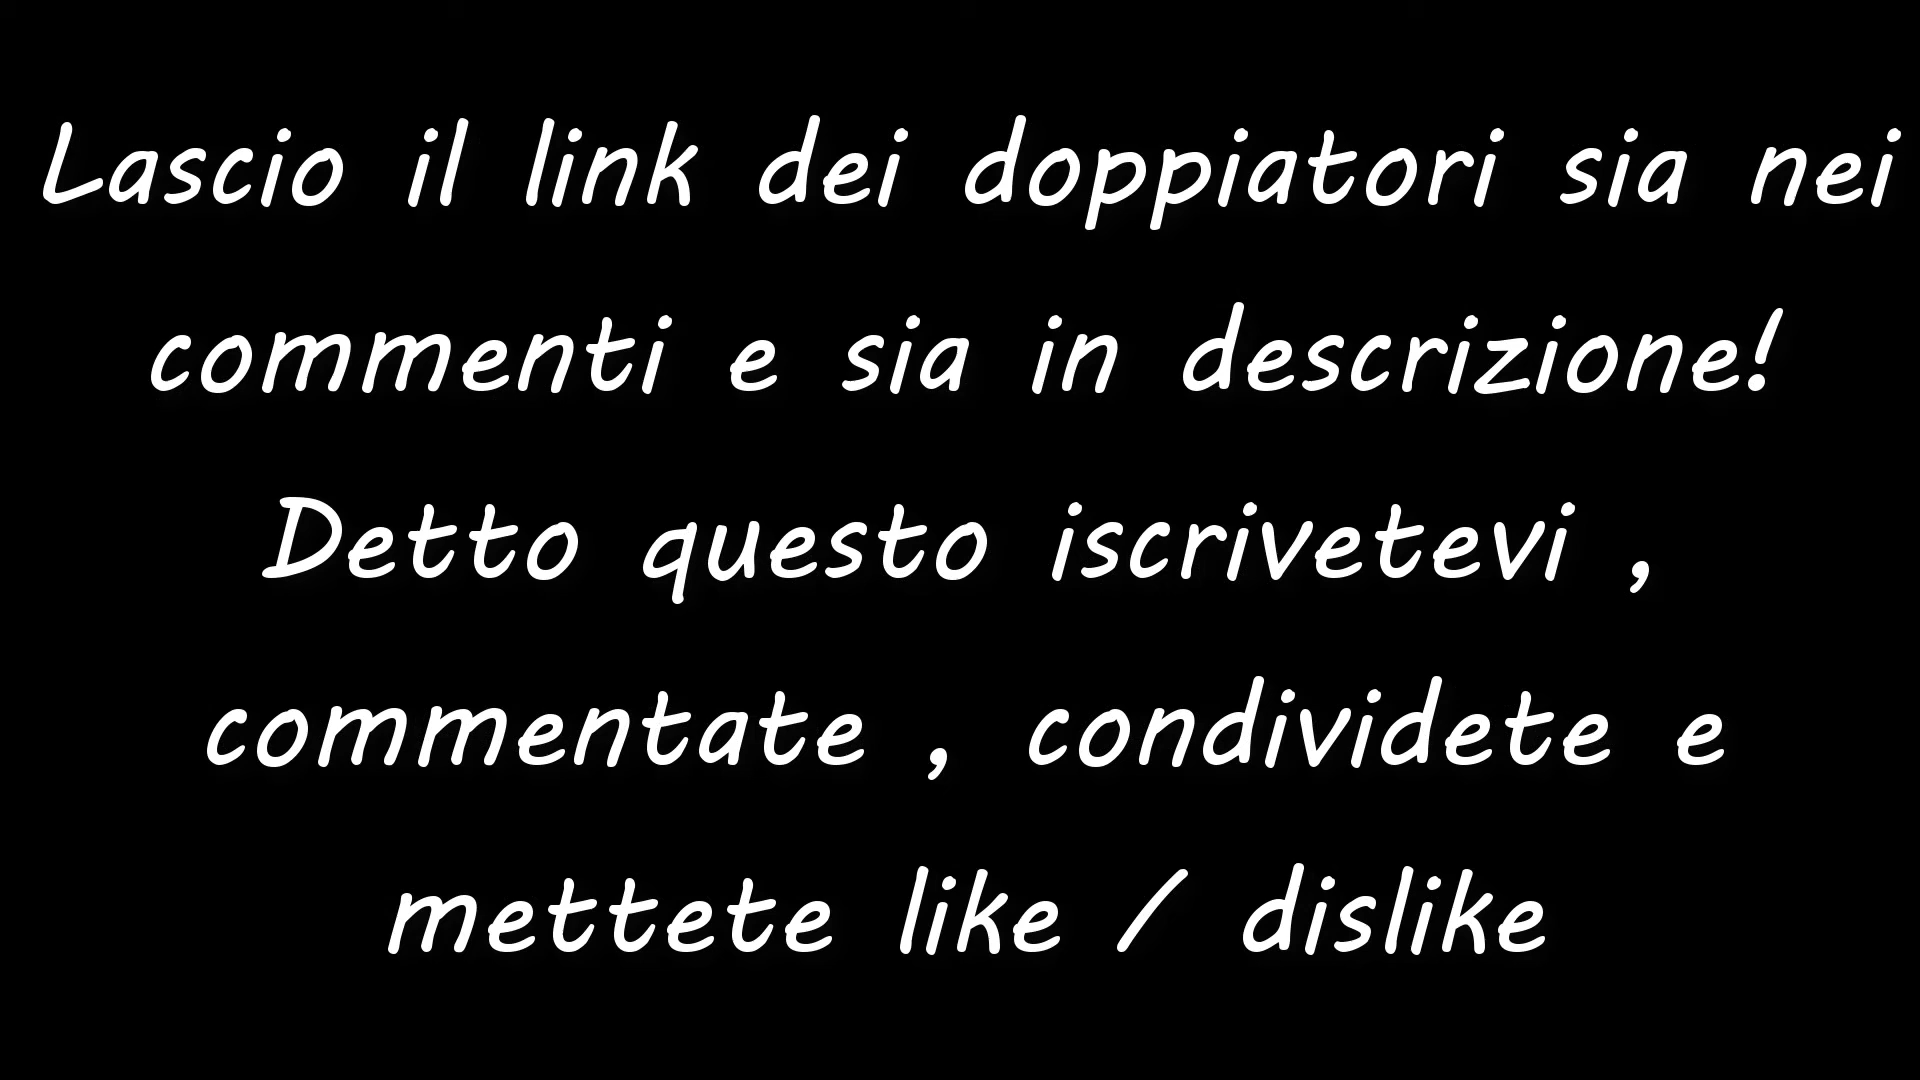 Lascio il link dei doppiatori sia nei
commenti e sia in descrizione!
Detto questo iscrivetevi ,
commentate , condividete e
mettete like / dislike